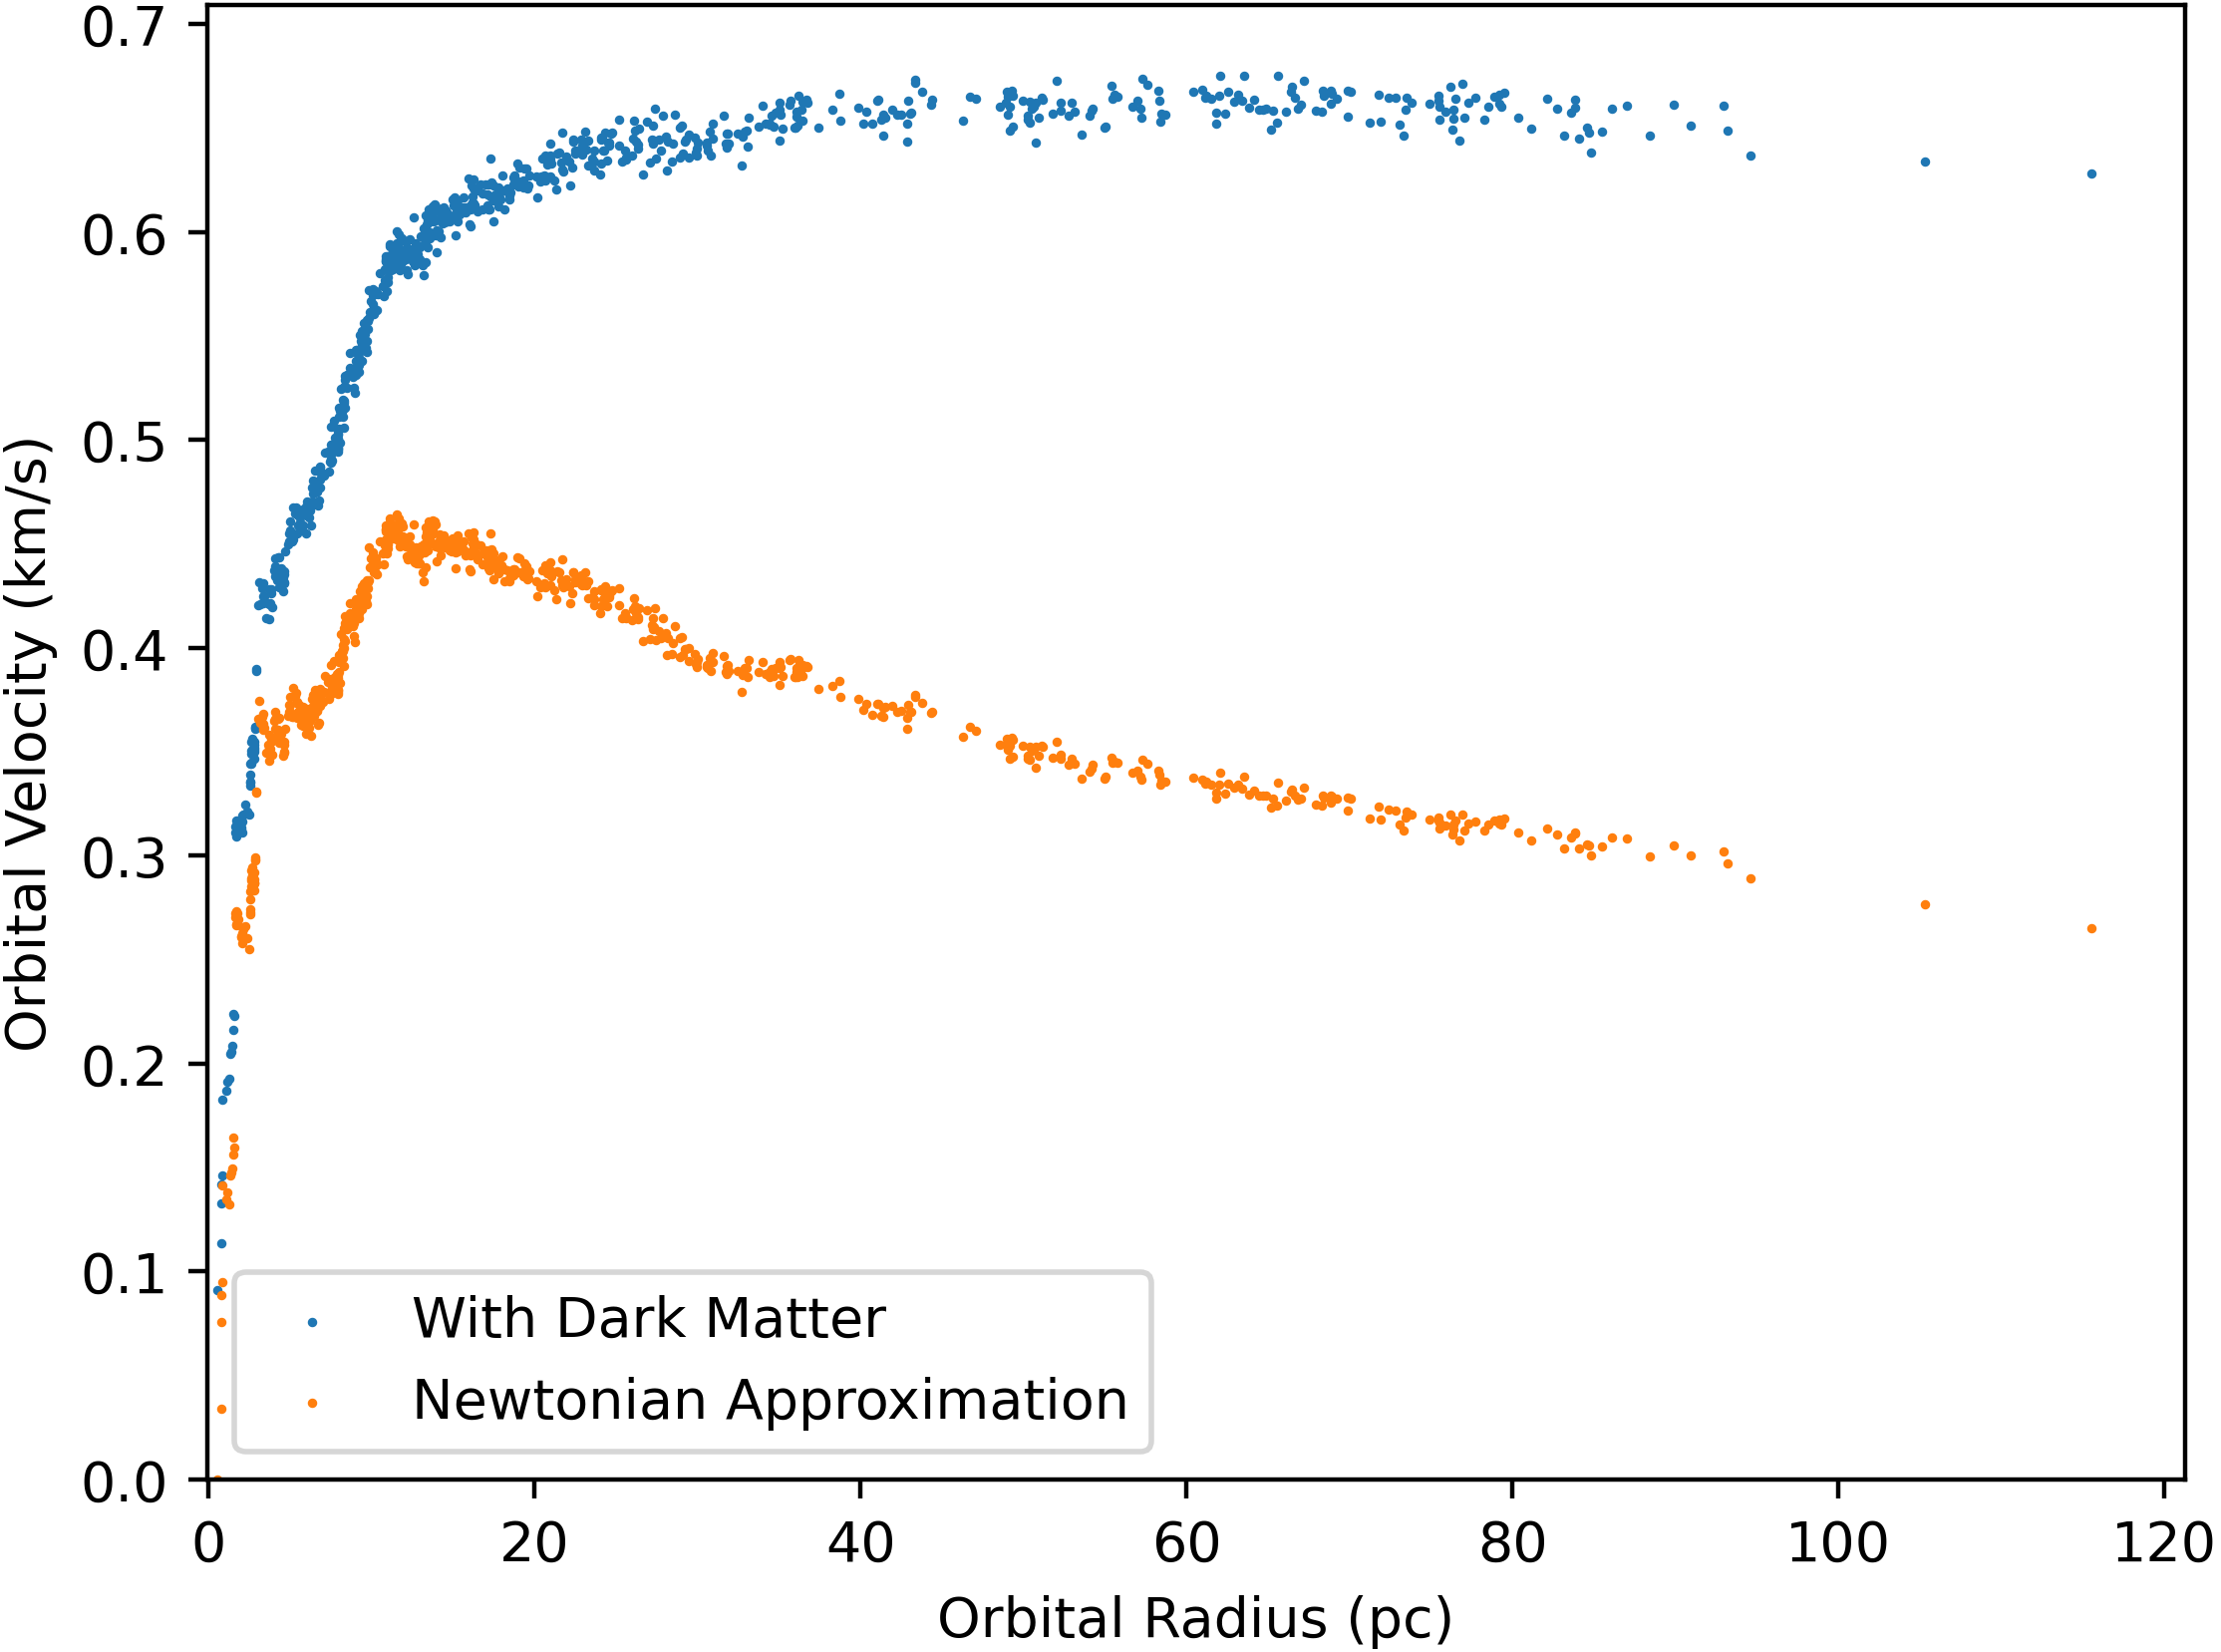 0.7
0.6
0.5
0.4
0.3
0.2
0.1
0.0
Orbital Velocity (km/s)
With Dark Matter
Newtonian Approximation
0 20 40 60 80 100 120
Orbital Radius (pc)